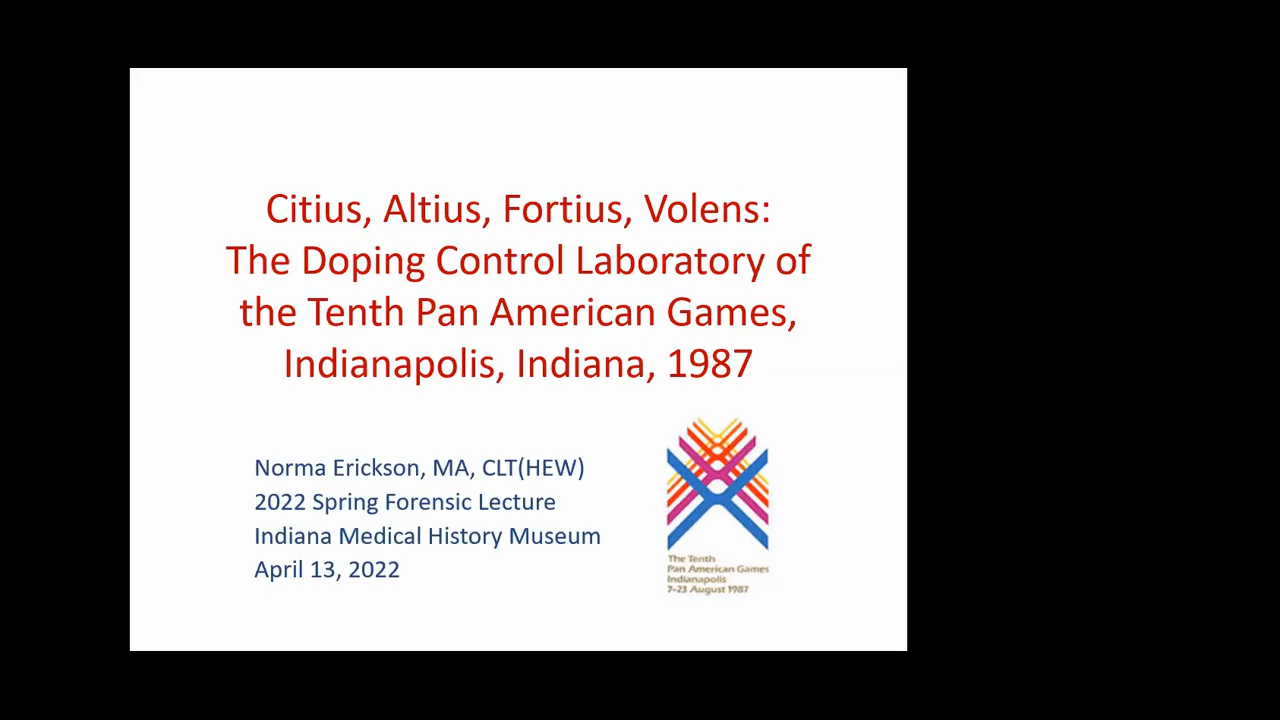 Citius, Altius, Fortius, Volens:
The Doping Control Laboratory of
the Tenth Pan American Games,
Indianapolis, Indiana, 1987
Norma Erickson, MA, CLT(HEW)
2022 Spring Forensic Lecture
Indiana Medical History Museum
April 13, 2022
The Tenth
Pan American Games
Indianapolis
7-23 August 1987